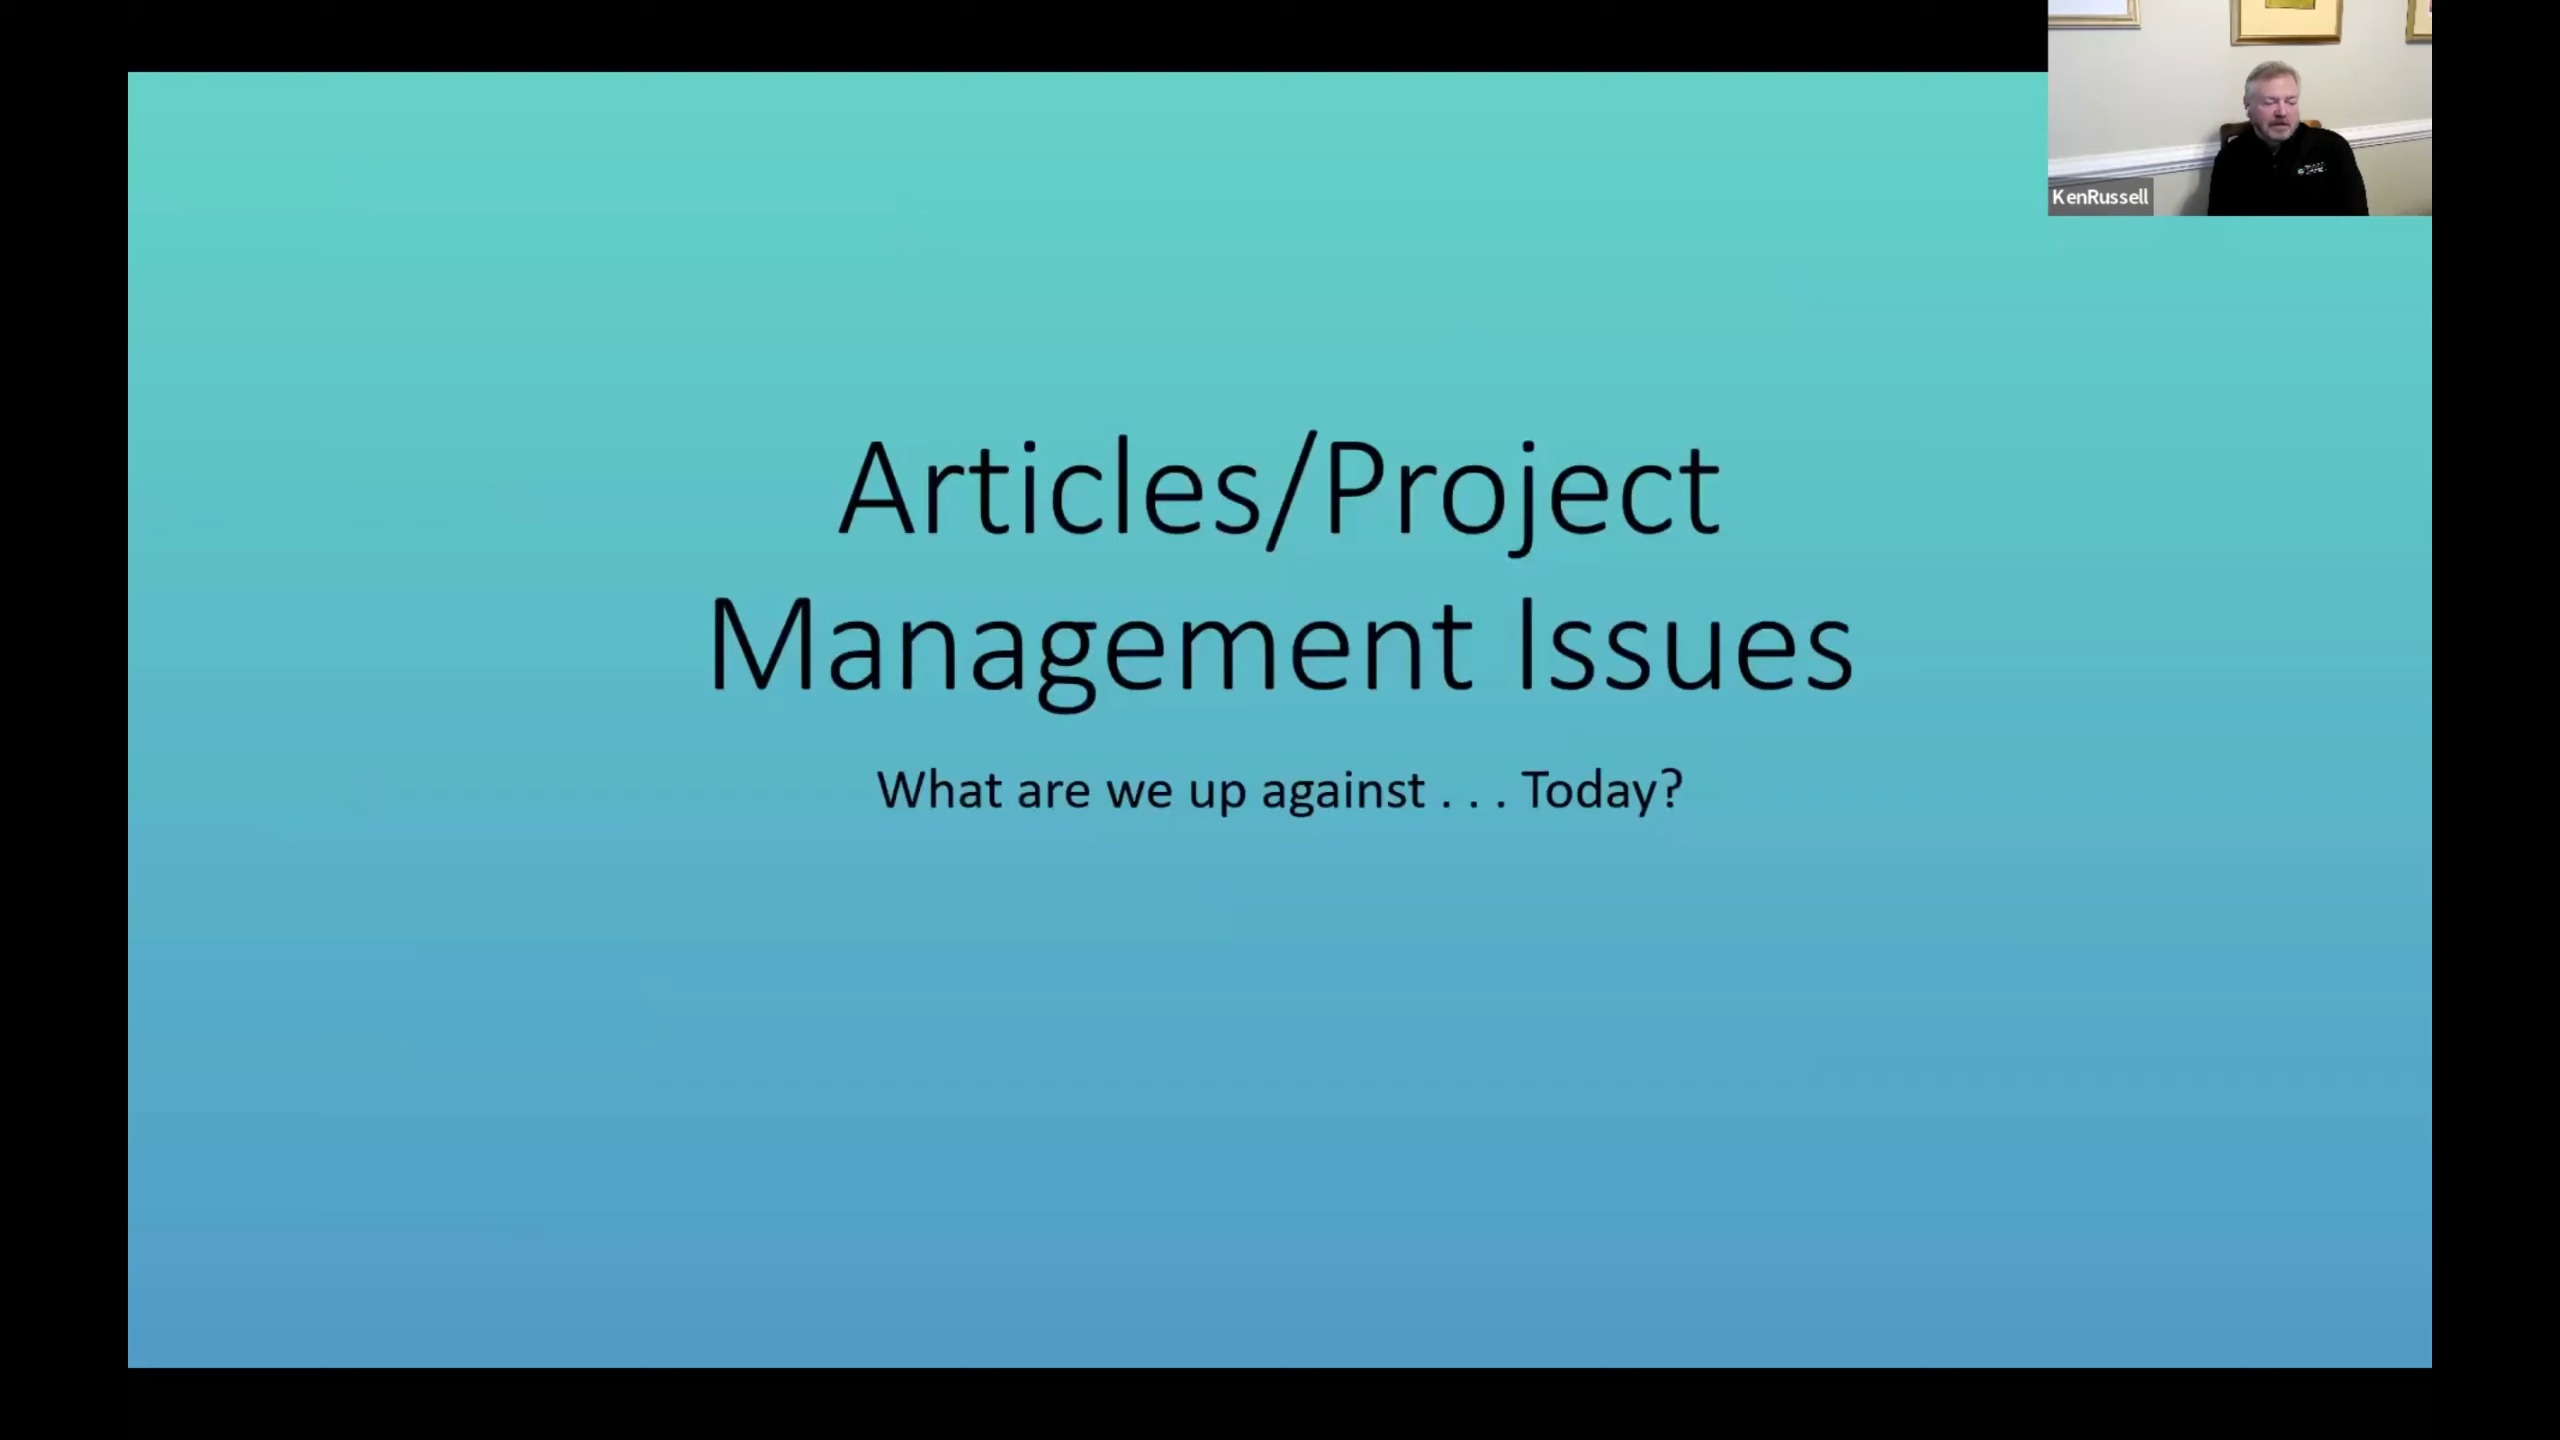 KenRussell
Articles/Project
Management Issues
What are we up against . . . Today?